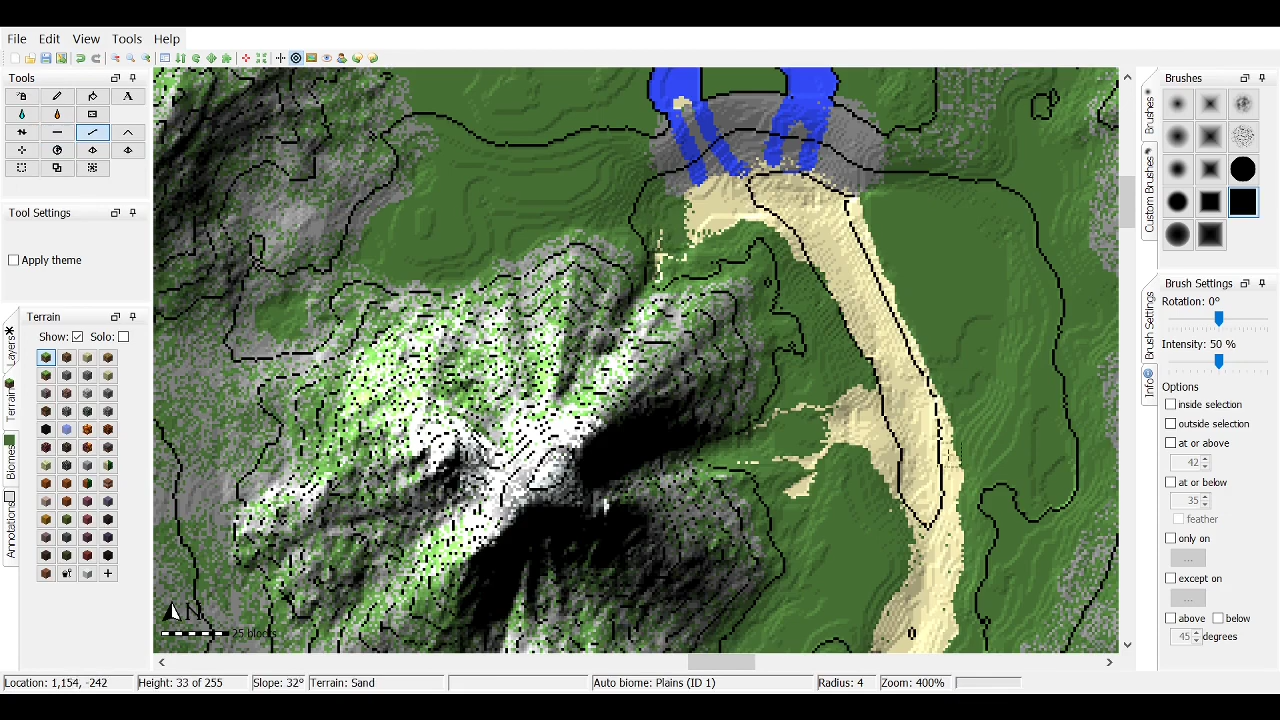 File Edit View Tools Help
Tools
A
Tool Settings
Apply theme
Terrain
Show: Solo:
Layers
Terrain
Biomes
Annotations
N
25 blocks
Brushes
Brushes
Custom Brushes
Brush Settings
Brush Settings
Info
Rotation: 0°
Intensity: 50 %
Options
inside selection
outside selection
at or above
42
at or below
35
feather
only on
...
except on
...
above below
45 degrees
Location: 1,154, -242 Height: 33 of 255 Slope: 32° Terrain: Sand Auto biome: Plains (ID 1) Radius: 4 Zoom: 400%